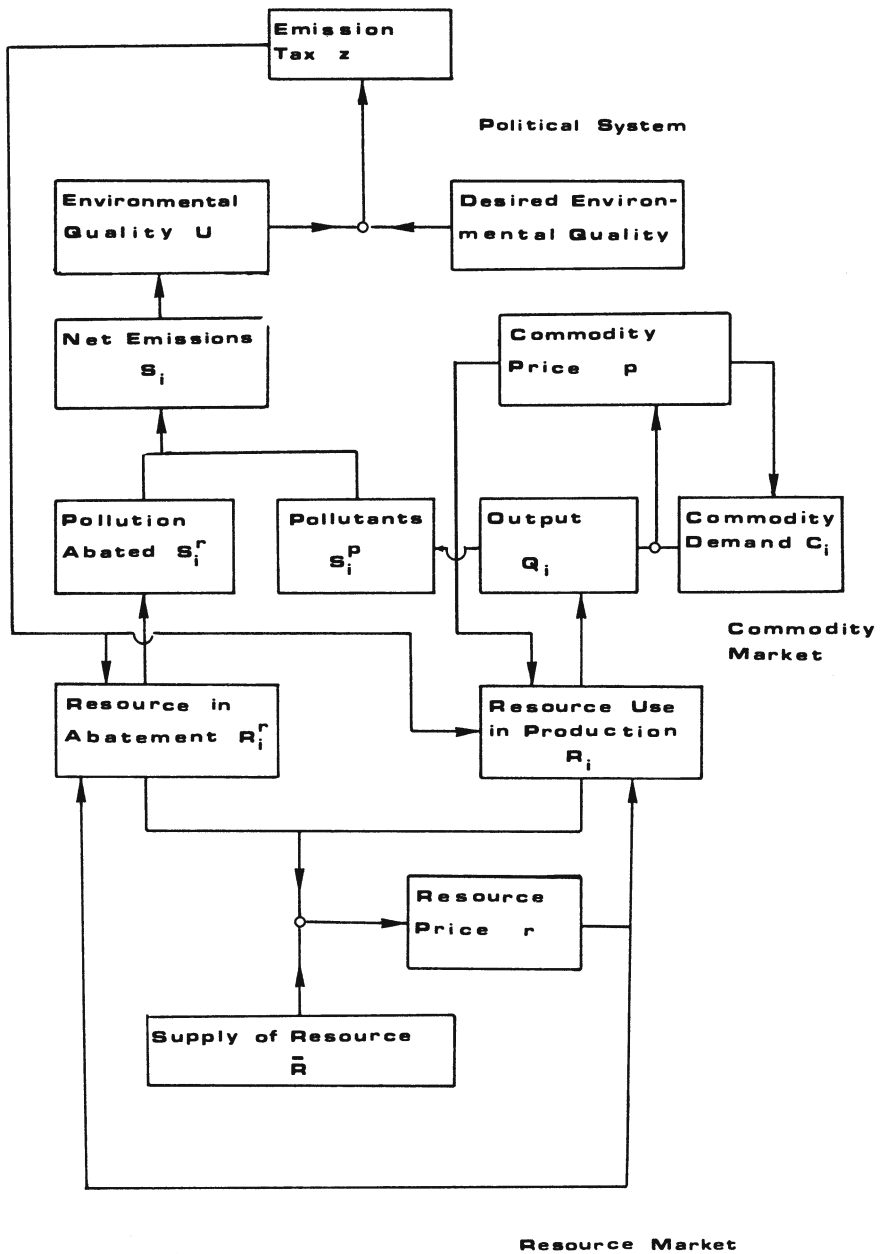 Emission
Tax z
Political System
Environmental
Quality U
Desired Environ-
mental Quality
Net Emissions
S_i
Commodity
Price p
Pollution
Abated S_i^r
Pollutants
S_i^p
Output
Q_i
Commodity
Demand C_i
Commodity
Market
Resource in
Abatement R_i^r
Resource Use
in Production
R_i
Resource
Price r
Supply of Resource
R̄
Resource Market